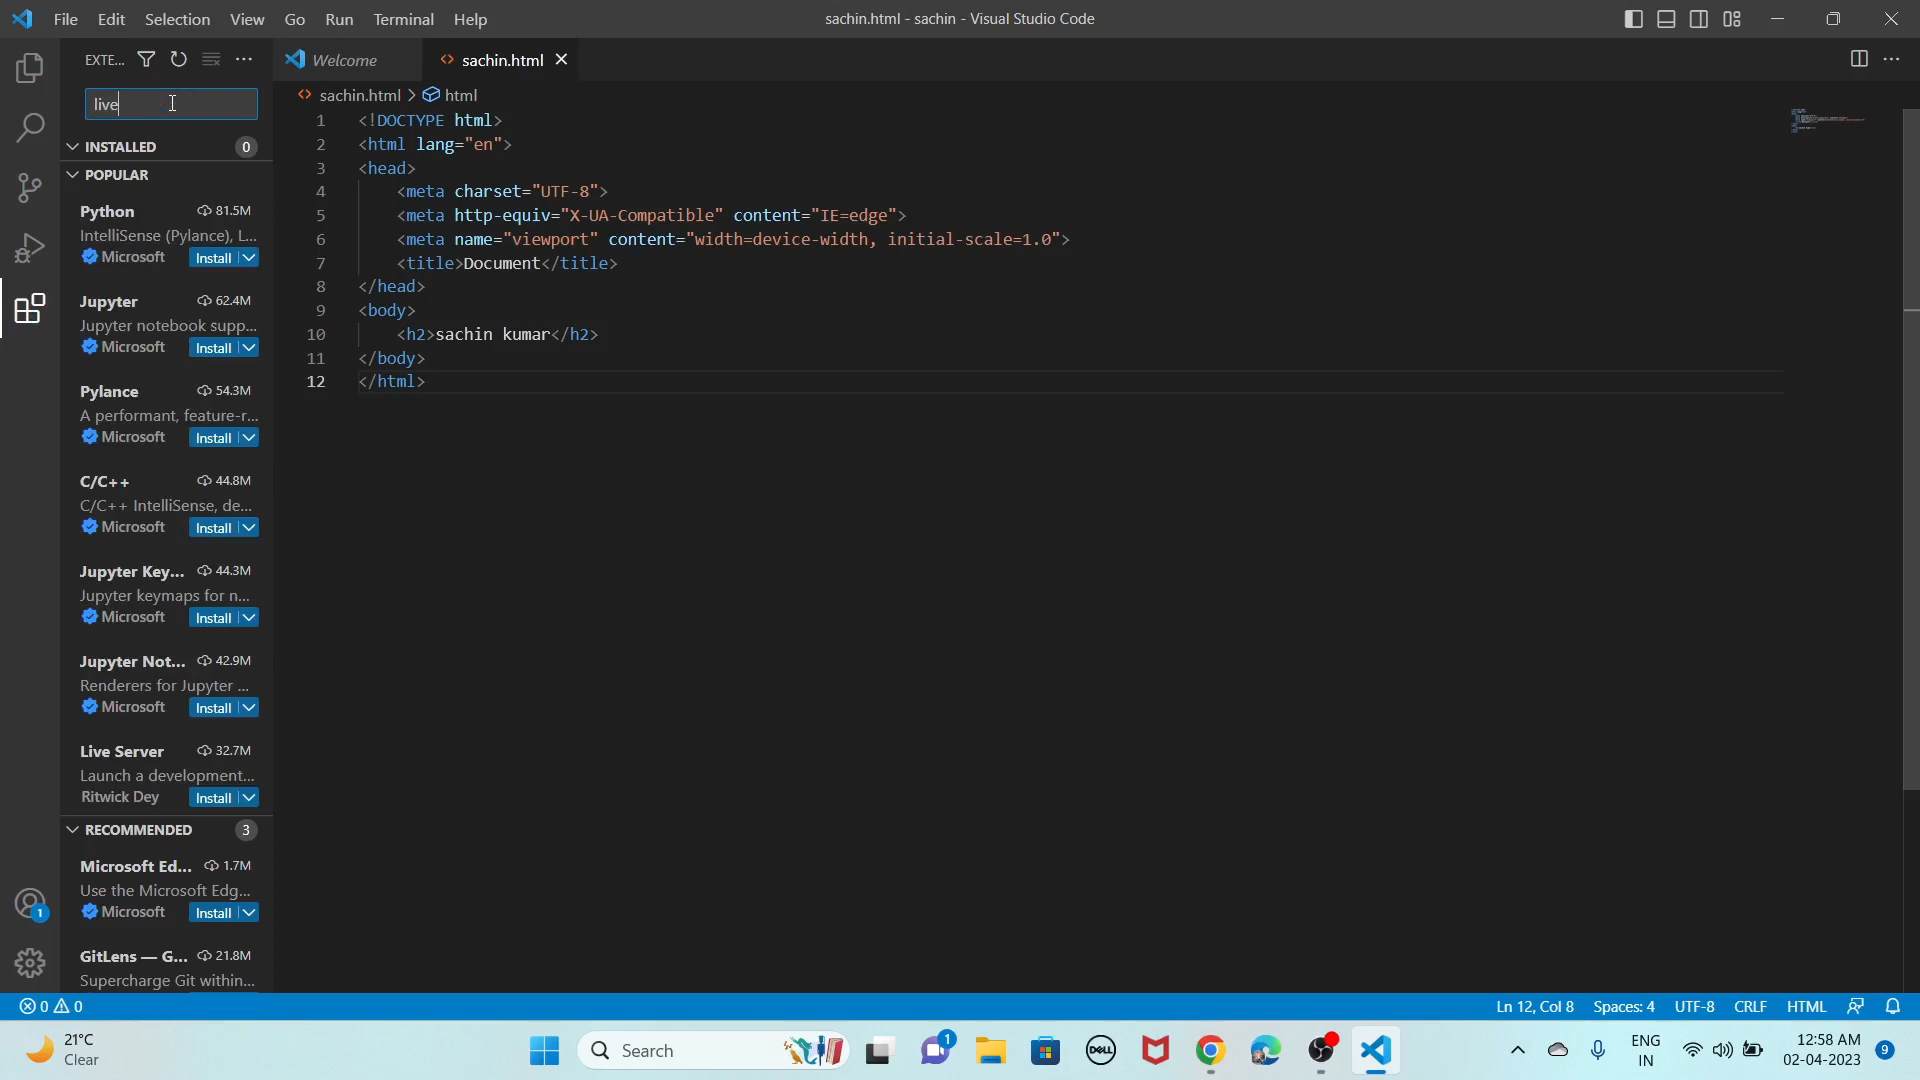 File Edit Selection View Go Run Terminal Help
sachin.html - sachin - Visual Studio Code
EXTE...
Welcome
<> sachin.html
live
<> sachin.html > html
INSTALLED 0
POPULAR
Python 81.5M
IntelliSense (Pylance), L...
Microsoft Install
Jupyter 62.4M
Jupyter notebook supp...
Microsoft Install
Pylance 54.3M
A performant, feature-r...
Microsoft Install
C/C++ 44.8M
C/C++ IntelliSense, de...
Microsoft Install
Jupyter Key... 44.3M
Jupyter keymaps for n...
Microsoft Install
Jupyter Not... 42.9M
Renderers for Jupyter ...
Microsoft Install
Live Server 32.7M
Launch a development...
Ritwick Dey Install
RECOMMENDED 3
Microsoft Ed... 1.7M
Use the Microsoft Edg...
Microsoft Install
GitLens — G... 21.8M
Supercharge Git within...
1 <!DOCTYPE html>
2 <html lang="en">
3 <head>
4 <meta charset="UTF-8">
5 <meta http-equiv="X-UA-Compatible" content="IE=edge">
6 <meta name="viewport" content="width=device-width, initial-scale=1.0">
7 <title>Document</title>
8 </head>
9 <body>
10 <h2>sachin kumar</h2>
11 </body>
12 </html>
1
0 0
Ln 12, Col 8 Spaces: 4 UTF-8 CRLF HTML
21°C
Clear
Search
1
DELL
ENG
IN
12:58 AM
02-04-2023
9